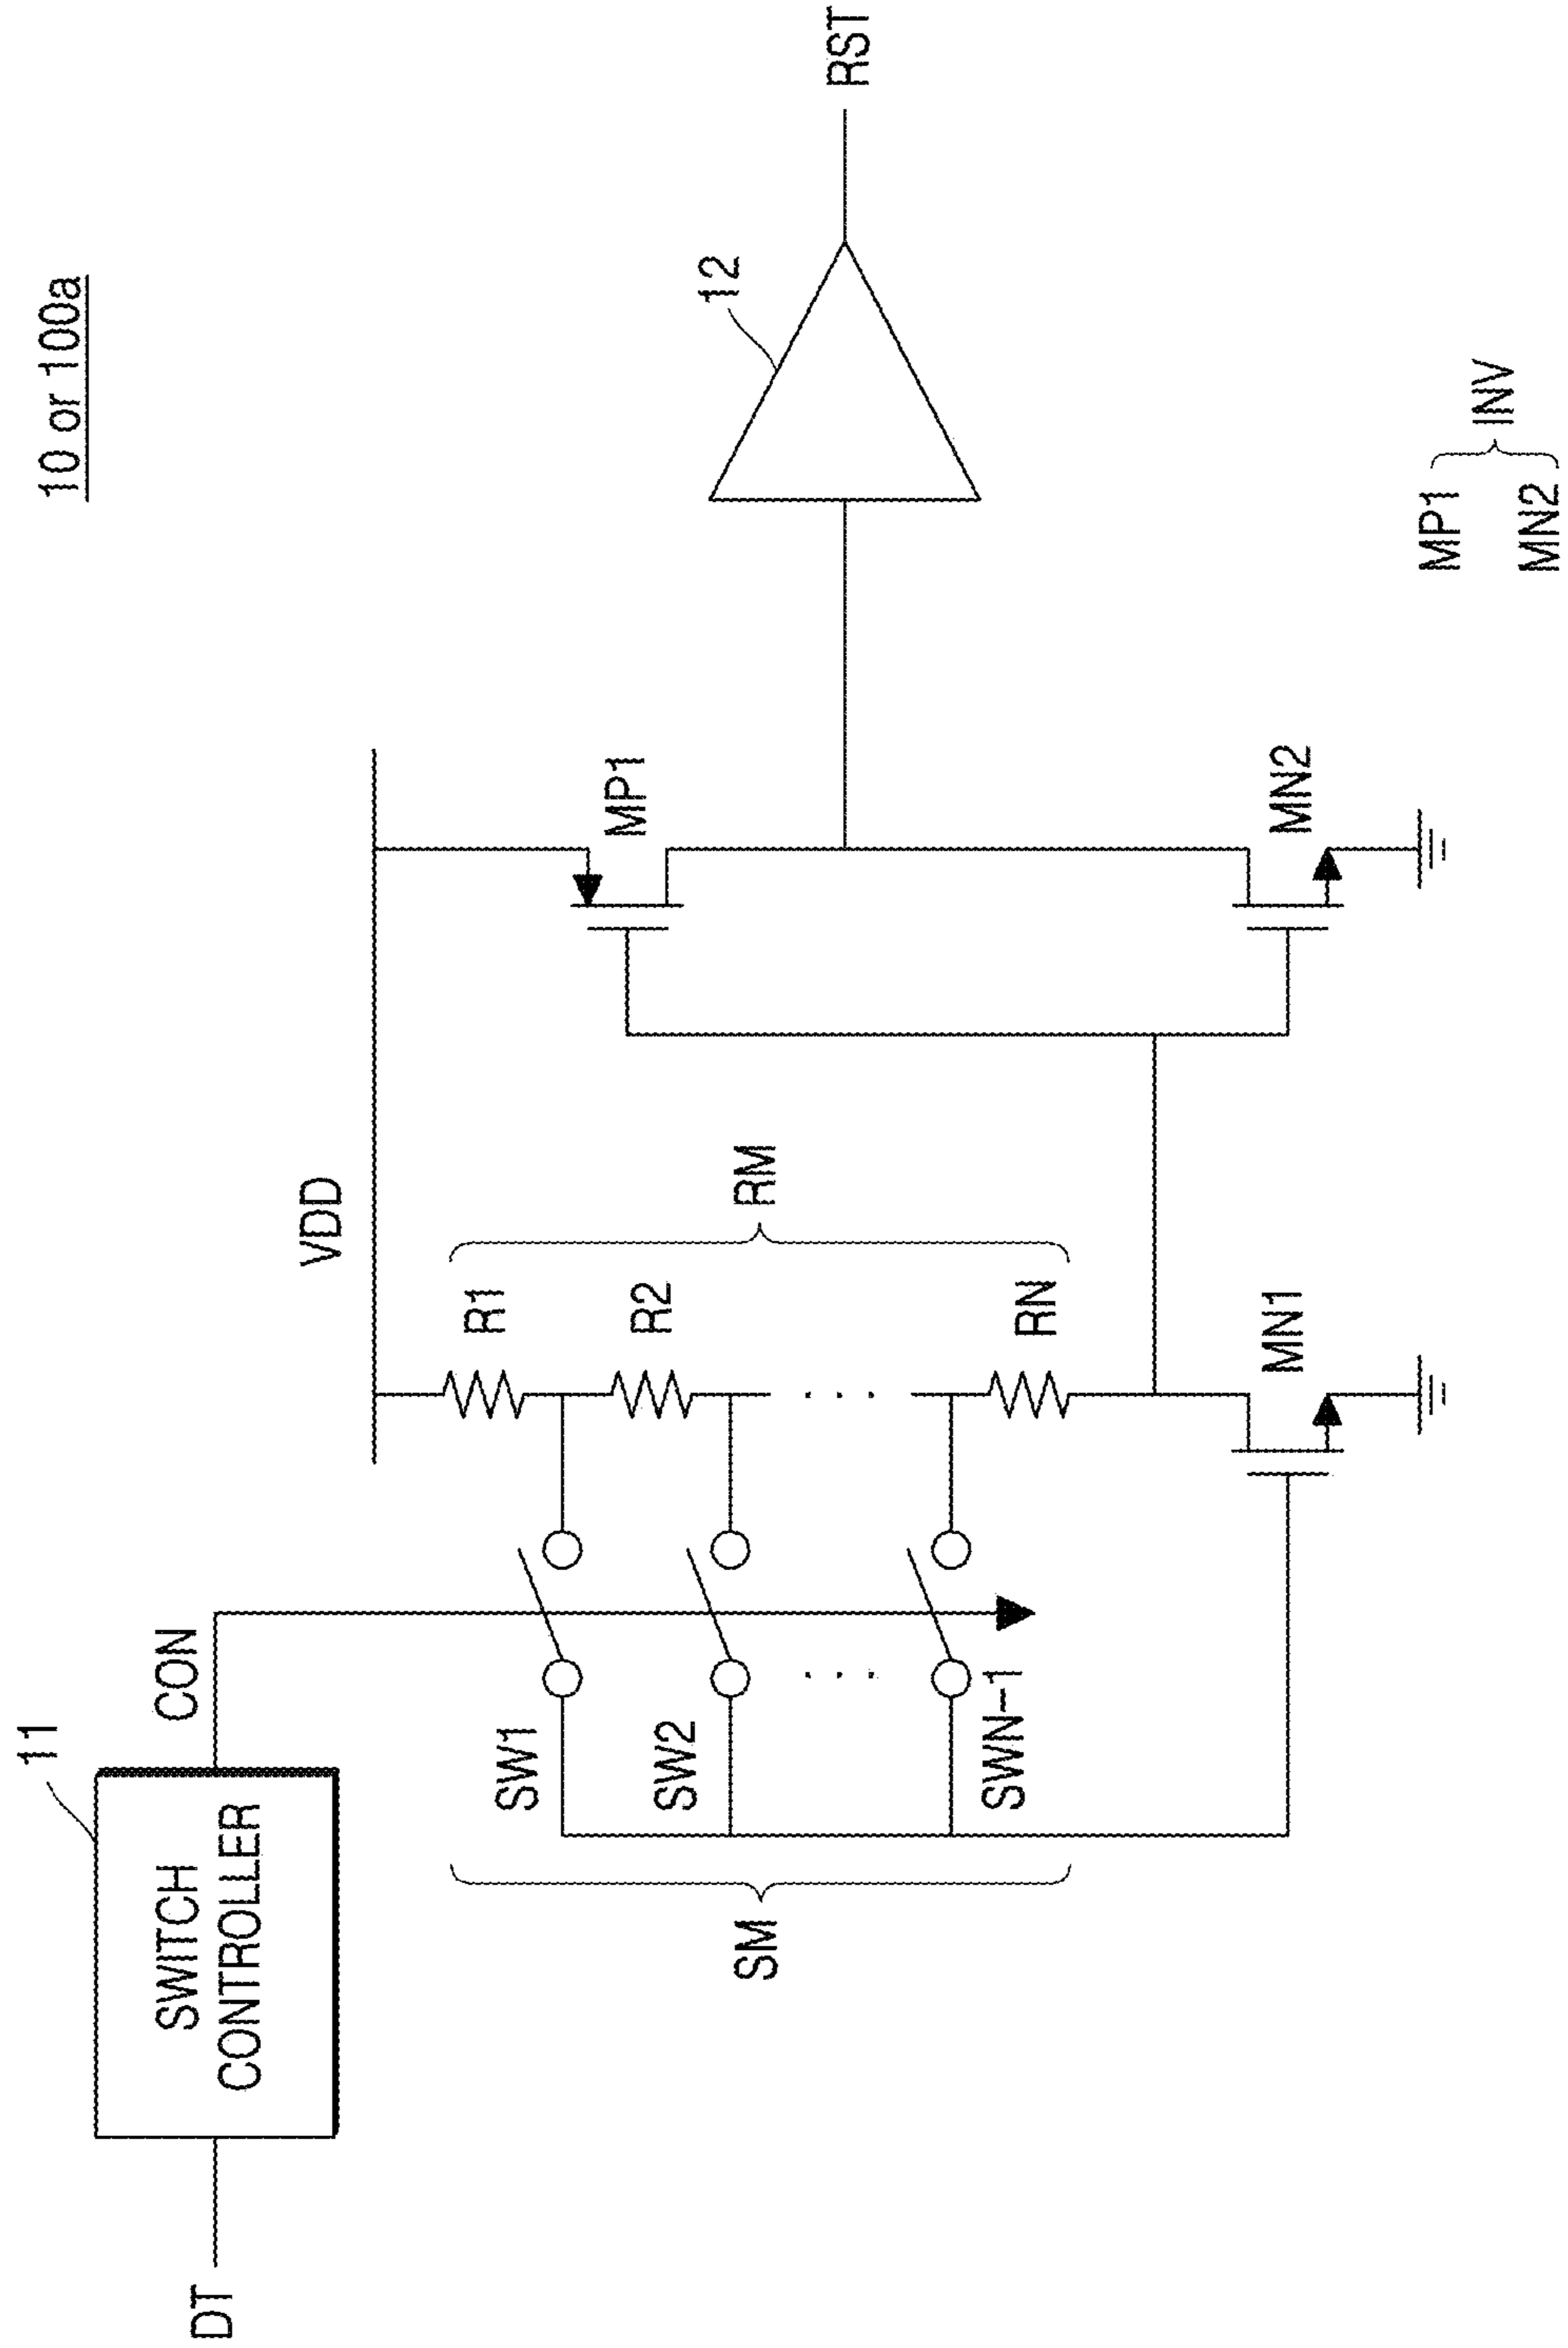 10 or 100a
11
SWITCH
CONTROLLER
DT
CON
VDD
SW1
SW2
SWN-1
SM
R1
R2
RN
RM
MN1
MP1
MN2
12
RST
MP1
MN2
INV